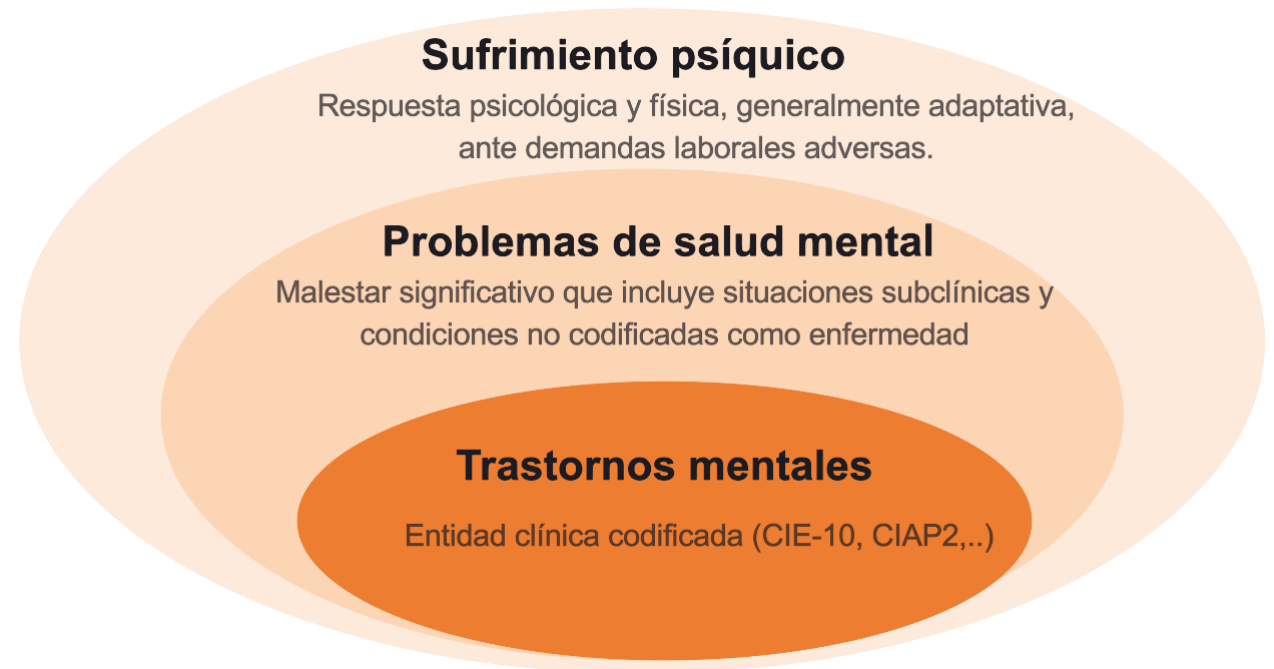 Sufrimiento psíquico
Respuesta psicológica y física, generalmente adaptativa,
ante demandas laborales adversas.
Problemas de salud mental
Malestar significativo que incluye situaciones subclínicas y
condiciones no codificadas como enfermedad
Trastornos mentales
Entidad clínica codificada (CIE-10, CIAP2,..)